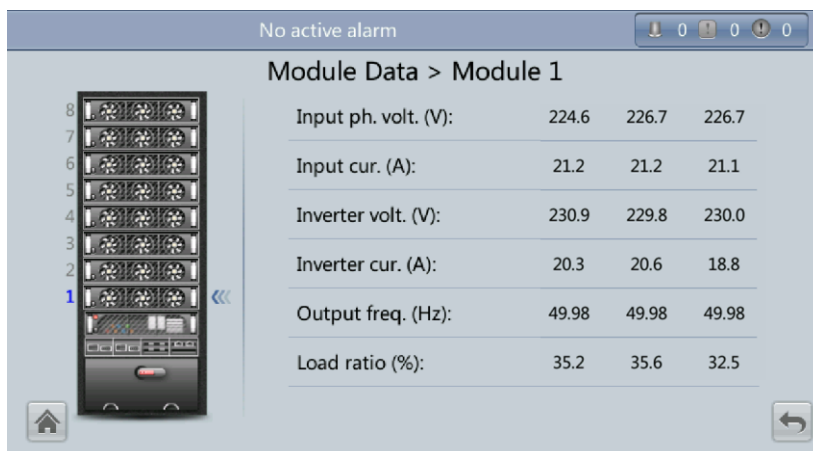 No active alarm 0 0 0
Module Data > Module 1
8
7
6
5
4
3
2
1
Input ph. volt. (V): 224.6 226.7 226.7
Input cur. (A): 21.2 21.2 21.1
Inverter volt. (V): 230.9 229.8 230.0
Inverter cur. (A): 20.3 20.6 18.8
Output freq. (Hz): 49.98 49.98 49.98
Load ratio (%): 35.2 35.6 32.5